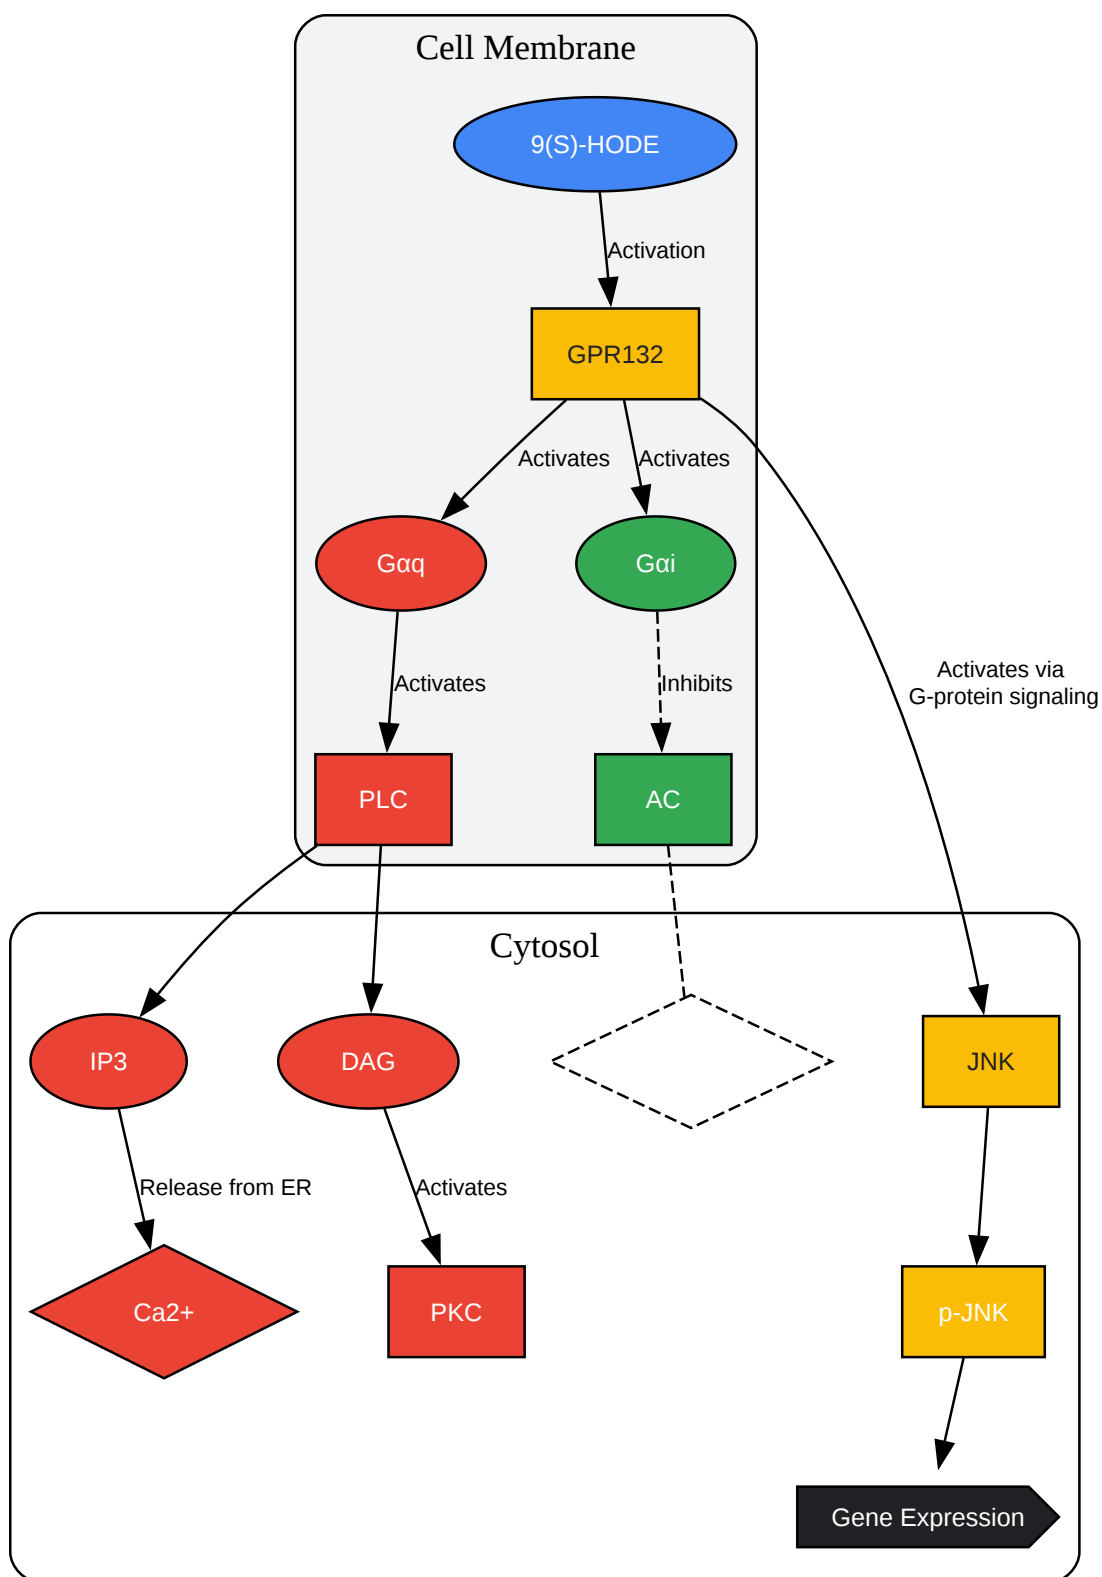 Cell Membrane
9(S)-HODE
Activation
GPR132
Activates
Activates
Gαq
Gαi
Activates via
G-protein signaling
Activates
Inhibits
PLC
AC
Cytosol
IP3
DAG
JNK
Release from ER
Activates
Ca2+
PKC
p-JNK
Gene Expression